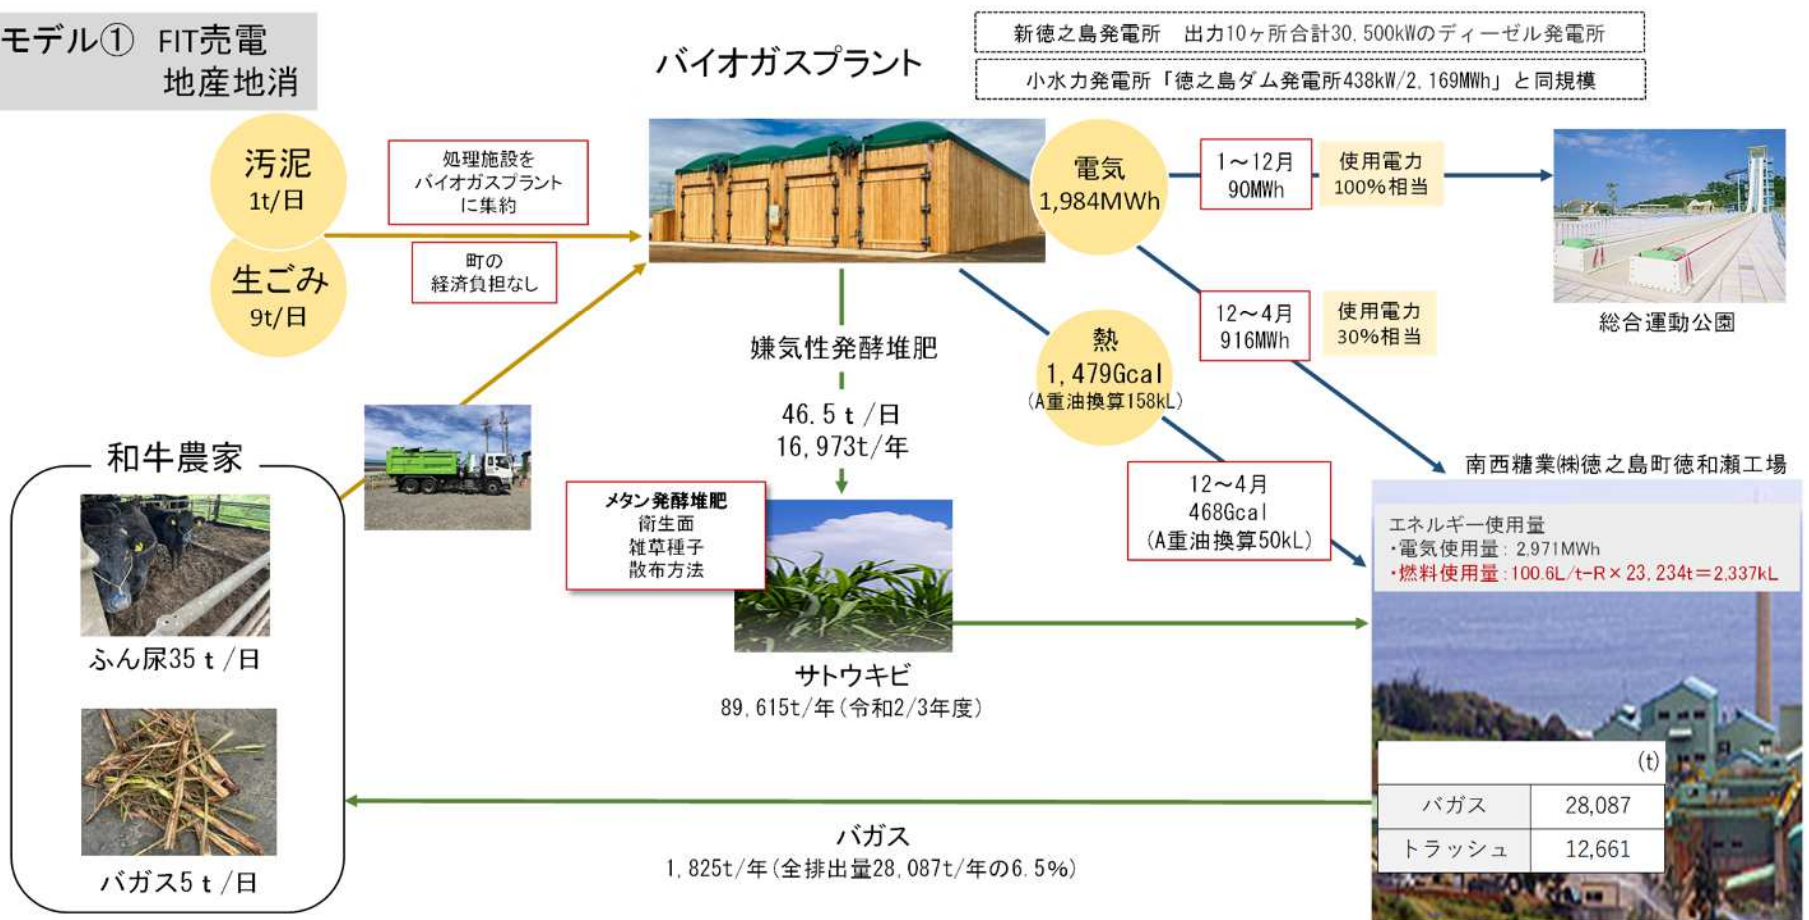 モデル① FIT売電
地産地消
バイオガスプラント
新徳之島発電所　出力10ヶ所合計30,500kWのディーゼル発電所
小水力発電所「徳之島ダム発電所438kW/2,169MWh」と同規模
汚泥
1t/日
生ごみ
9t/日
処理施設を
バイオガスプラント
に集約
町の
経済負担なし
電気
1,984MWh
1～12月
90MWh
使用電力
100%相当
総合運動公園
12～4月
916MWh
使用電力
30%相当
熱
1,479Gcal
(A重油換算158kL)
12～4月
468Gcal
(A重油換算50kL)
嫌気性発酵堆肥
46.5ｔ/日
16,973t/年
メタン発酵堆肥
衛生面
雑草種子
散布方法
サトウキビ
89,615t/年(令和2/3年度)
和牛農家
ふん尿35ｔ/日
バガス5ｔ/日
南西糖業㈱徳之島町徳和瀬工場
エネルギー使用量
・電気使用量：2,971MWh
・燃料使用量：100.6L/t-R×23,234t＝2,337kL
(t)
バガス 28,087
トラッシュ 12,661
バガス
1,825t/年(全排出量28,087t/年の6.5%)